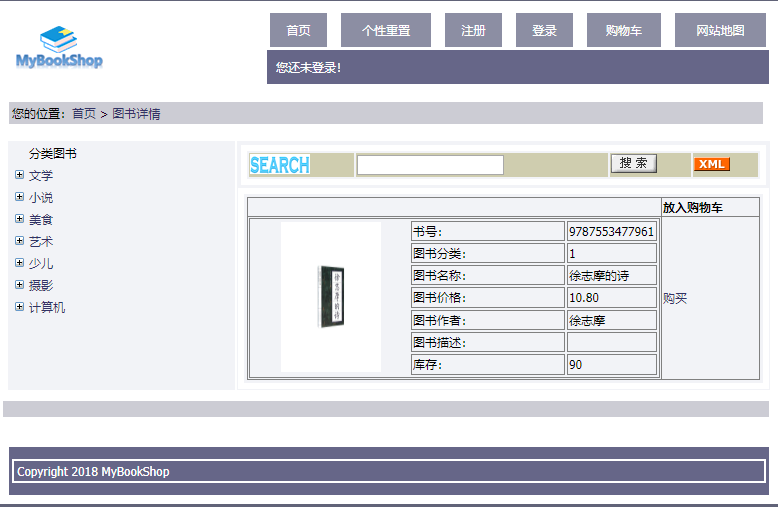 MyBookShop
首页 个性重置 注册 登录 购物车 网站地图
您还未登录!
您的位置: 首页 > 图书详情
分类图书
文学
小说
美食
艺术
少儿
摄影
计算机
SEARCH 搜 索 XML
放入购物车
书号: 9787553477961
图书分类: 1
图书名称: 徐志摩的诗
图书价格: 10.80
图书作者: 徐志摩
图书描述:
库存: 90
购买
徐志摩的诗
Copyright 2018 MyBookShop